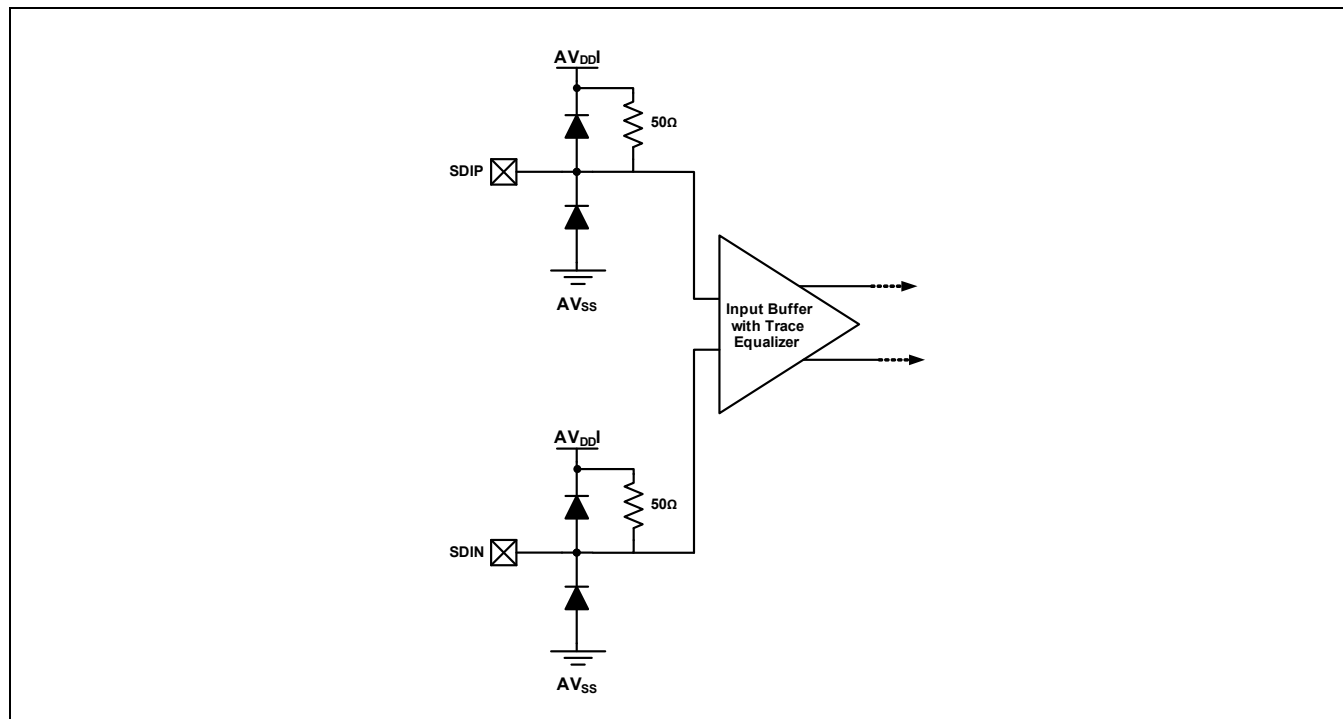 AVDDI
50Ω
SDIP
AVSS
Input Buffer
with Trace
Equalizer
AVDDI
50Ω
SDIN
AVSS